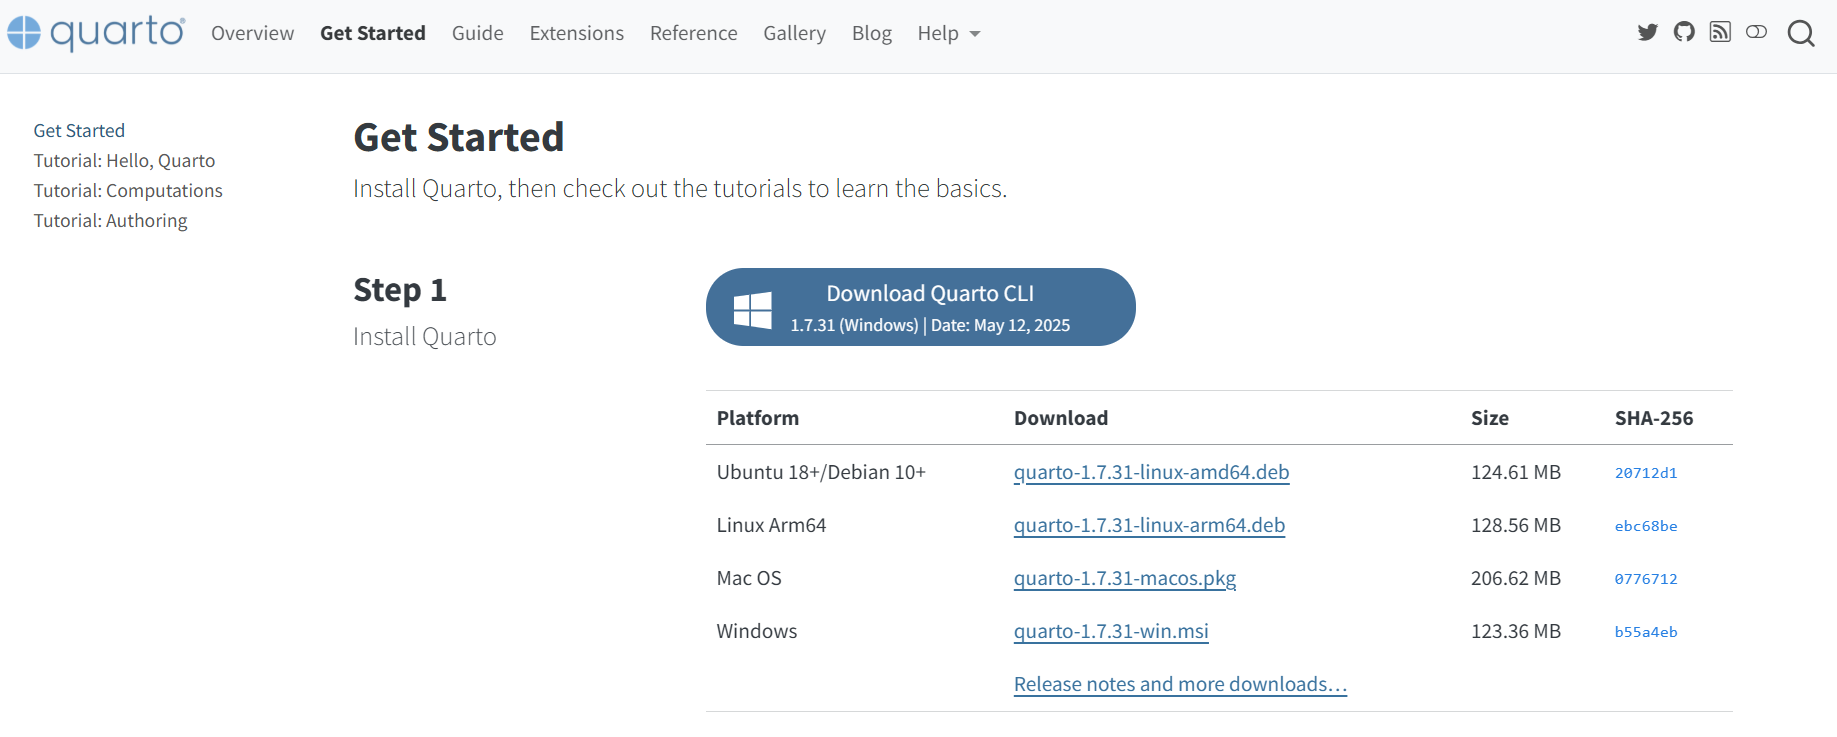 quarto®
Overview Get Started Guide Extensions Reference Gallery Blog Help
Get Started
Tutorial: Hello, Quarto
Tutorial: Computations
Tutorial: Authoring
Get Started
Install Quarto, then check out the tutorials to learn the basics.
Step 1
Install Quarto
Download Quarto CLI
1.7.31 (Windows) | Date: May 12, 2025
Platform Download Size SHA-256
Ubuntu 18+/Debian 10+ quarto-1.7.31-linux-amd64.deb 124.61 MB 20712d1
Linux Arm64 quarto-1.7.31-linux-arm64.deb 128.56 MB ebc68be
Mac OS quarto-1.7.31-macos.pkg 206.62 MB 0776712
Windows quarto-1.7.31-win.msi 123.36 MB b55a4eb
Release notes and more downloads…